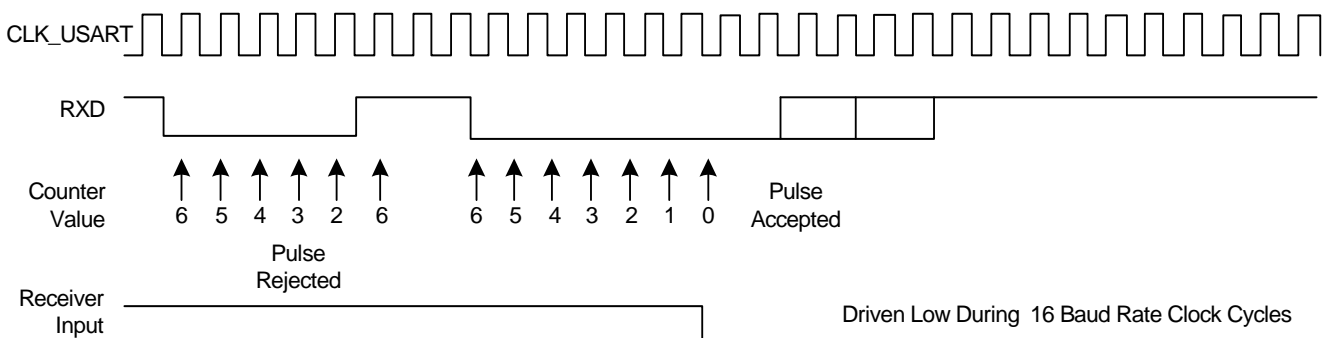 CLK_USART
RXD
Counter
Value
6 5 4 3 2 6 6 5 4 3 2 1 0
Pulse
Accepted
Pulse
Rejected
Receiver
Input
Driven Low During 16 Baud Rate Clock Cycles